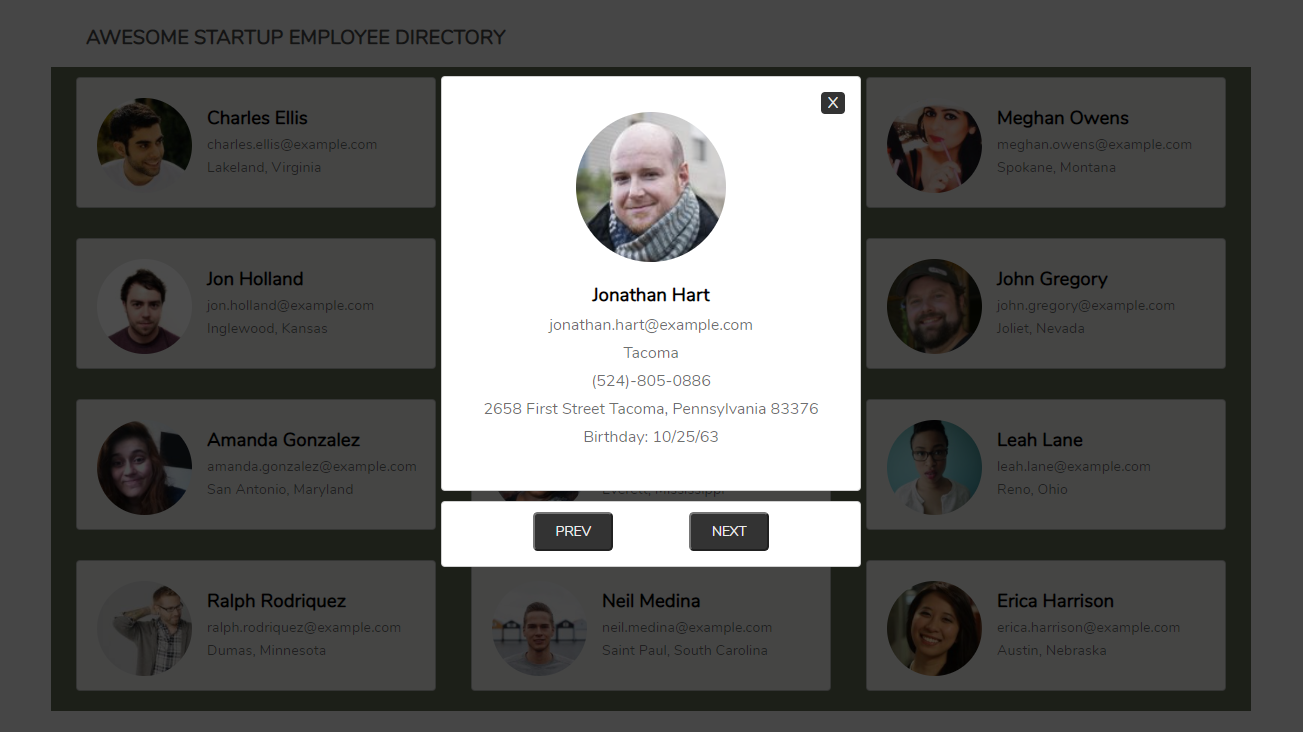 AWESOME STARTUP EMPLOYEE DIRECTORY
Charles Ellis
charles.ellis@example.com
Lakeland, Virginia
X
Jonathan Hart
jonathan.hart@example.com
Tacoma
(524)-805-0886
2658 First Street Tacoma, Pennsylvania 83376
Birthday: 10/25/63
PREV
NEXT
Meghan Owens
meghan.owens@example.com
Spokane, Montana
Jon Holland
jon.holland@example.com
Inglewood, Kansas
John Gregory
john.gregory@example.com
Joliet, Nevada
Amanda Gonzalez
amanda.gonzalez@example.com
San Antonio, Maryland
Everett, Mississippi
Leah Lane
leah.lane@example.com
Reno, Ohio
Ralph Rodriquez
ralph.rodriquez@example.com
Dumas, Minnesota
Neil Medina
neil.medina@example.com
Saint Paul, South Carolina
Erica Harrison
erica.harrison@example.com
Austin, Nebraska